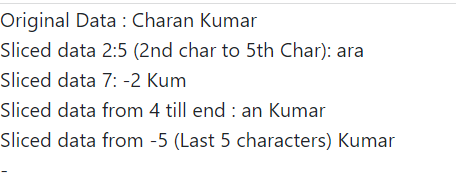 Original Data : Charan Kumar
Sliced data 2:5 (2nd char to 5th Char): ara
Sliced data 7: -2 Kum
Sliced data from 4 till end : an Kumar
Sliced data from -5 (Last 5 characters) Kumar
-